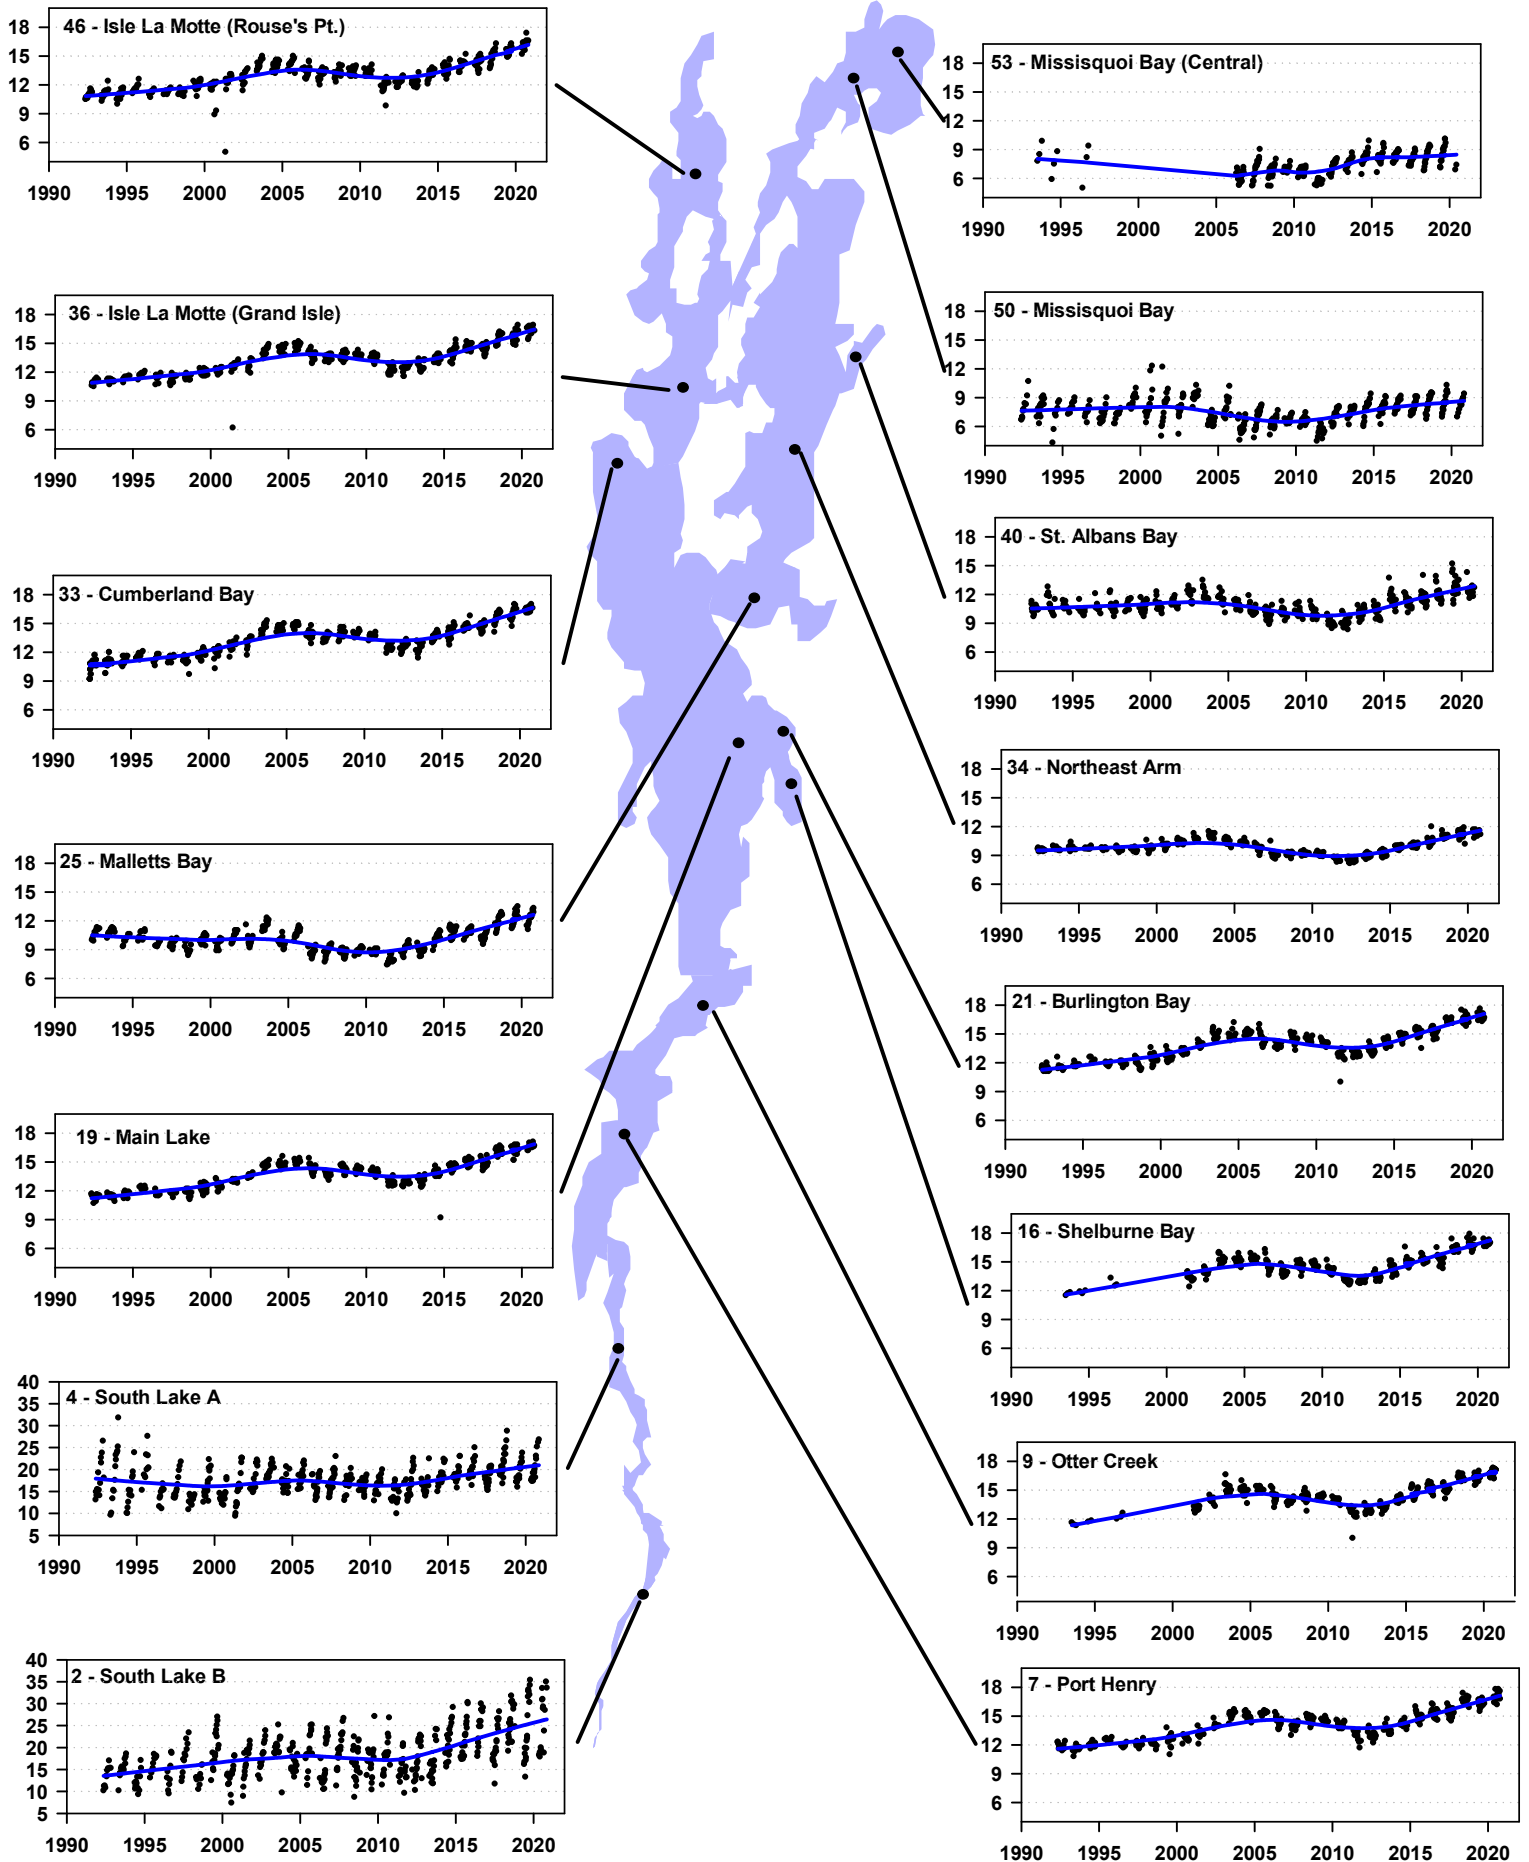 46 - Isle La Motte (Rouse's Pt.)
18
15
12
9
6
1990 1995 2000 2005 2010 2015 2020
36 - Isle La Motte (Grand Isle)
18
15
12
9
6
1990 1995 2000 2005 2010 2015 2020
33 - Cumberland Bay
18
15
12
9
6
1990 1995 2000 2005 2010 2015 2020
25 - Malletts Bay
18
15
12
9
6
1990 1995 2000 2005 2010 2015 2020
19 - Main Lake
18
15
12
9
6
1990 1995 2000 2005 2010 2015 2020
4 - South Lake A
40
35
30
25
20
15
10
5
1990 1995 2000 2005 2010 2015 2020
2 - South Lake B
40
35
30
25
20
15
10
5
1990 1995 2000 2005 2010 2015 2020
53 - Missisquoi Bay (Central)
18
15
12
9
6
1990 1995 2000 2005 2010 2015 2020
50 - Missisquoi Bay
18
15
12
9
6
1990 1995 2000 2005 2010 2015 2020
40 - St. Albans Bay
18
15
12
9
6
1990 1995 2000 2005 2010 2015 2020
34 - Northeast Arm
18
15
12
9
6
1990 1995 2000 2005 2010 2015 2020
21 - Burlington Bay
18
15
12
9
6
1990 1995 2000 2005 2010 2015 2020
16 - Shelburne Bay
18
15
12
9
6
1990 1995 2000 2005 2010 2015 2020
9 - Otter Creek
18
15
12
9
6
1990 1995 2000 2005 2010 2015 2020
7 - Port Henry
18
15
12
9
6
1990 1995 2000 2005 2010 2015 2020